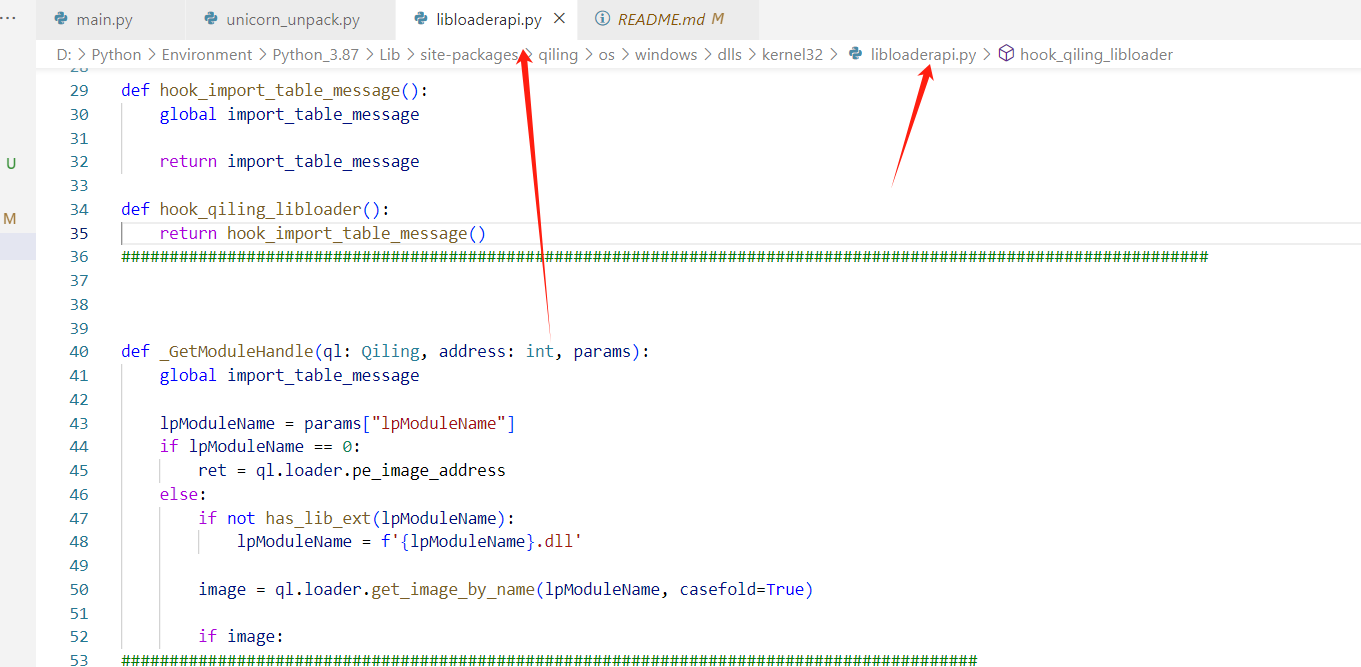 main.py unicorn_unpack.py libloaderapi.py README.md M
D: > Python > Environment > Python_3.87 > Lib > site-packages > qiling > os > windows > dlls > kernel32 > libloaderapi.py > hook_qiling_libloader
29 def hook_import_table_message():
30 global import_table_message
31
32 return import_table_message
33
34 def hook_qiling_libloader():
35 return hook_import_table_message()
36 #################################################################################################################
37
38
39
40 def _GetModuleHandle(ql: Qiling, address: int, params):
41 global import_table_message
42
43 lpModuleName = params["lpModuleName"]
44 if lpModuleName == 0:
45 ret = ql.loader.pe_image_address
46 else:
47 if not has_lib_ext(lpModuleName):
48 lpModuleName = f'{lpModuleName}.dll'
49
50 image = ql.loader.get_image_by_name(lpModuleName, casefold=True)
51
52 if image:
53 #########################################################################################
U
M